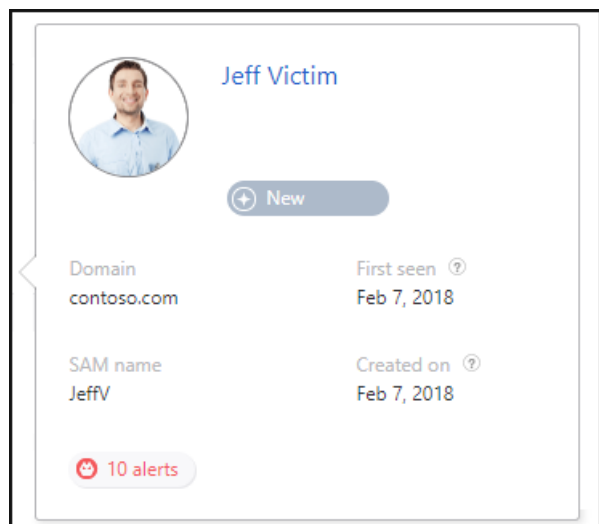 Jeff Victim
New
Domain
First seen ?
contoso.com
Feb 7, 2018
SAM name
Created on ?
JeffV
Feb 7, 2018
10 alerts